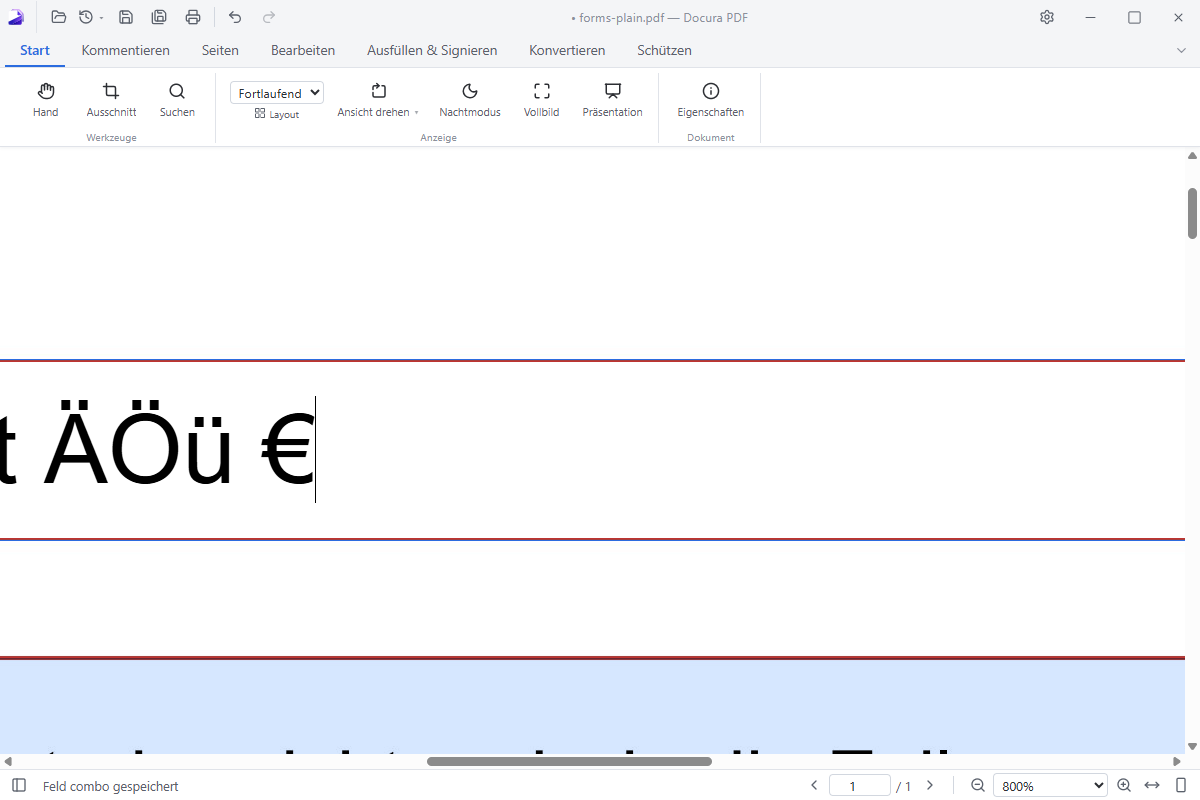 • forms-plain.pdf — Docura PDF
Start Kommentieren Seiten Bearbeiten Ausfüllen & Signieren Konvertieren Schützen
Hand Ausschnitt Suchen Fortlaufend Layout Ansicht drehen Nachtmodus Vollbild Präsentation Eigenschaften
Werkzeuge Anzeige Dokument
t ÄÖü €
Feld combo gespeichert 1 / 1 800%